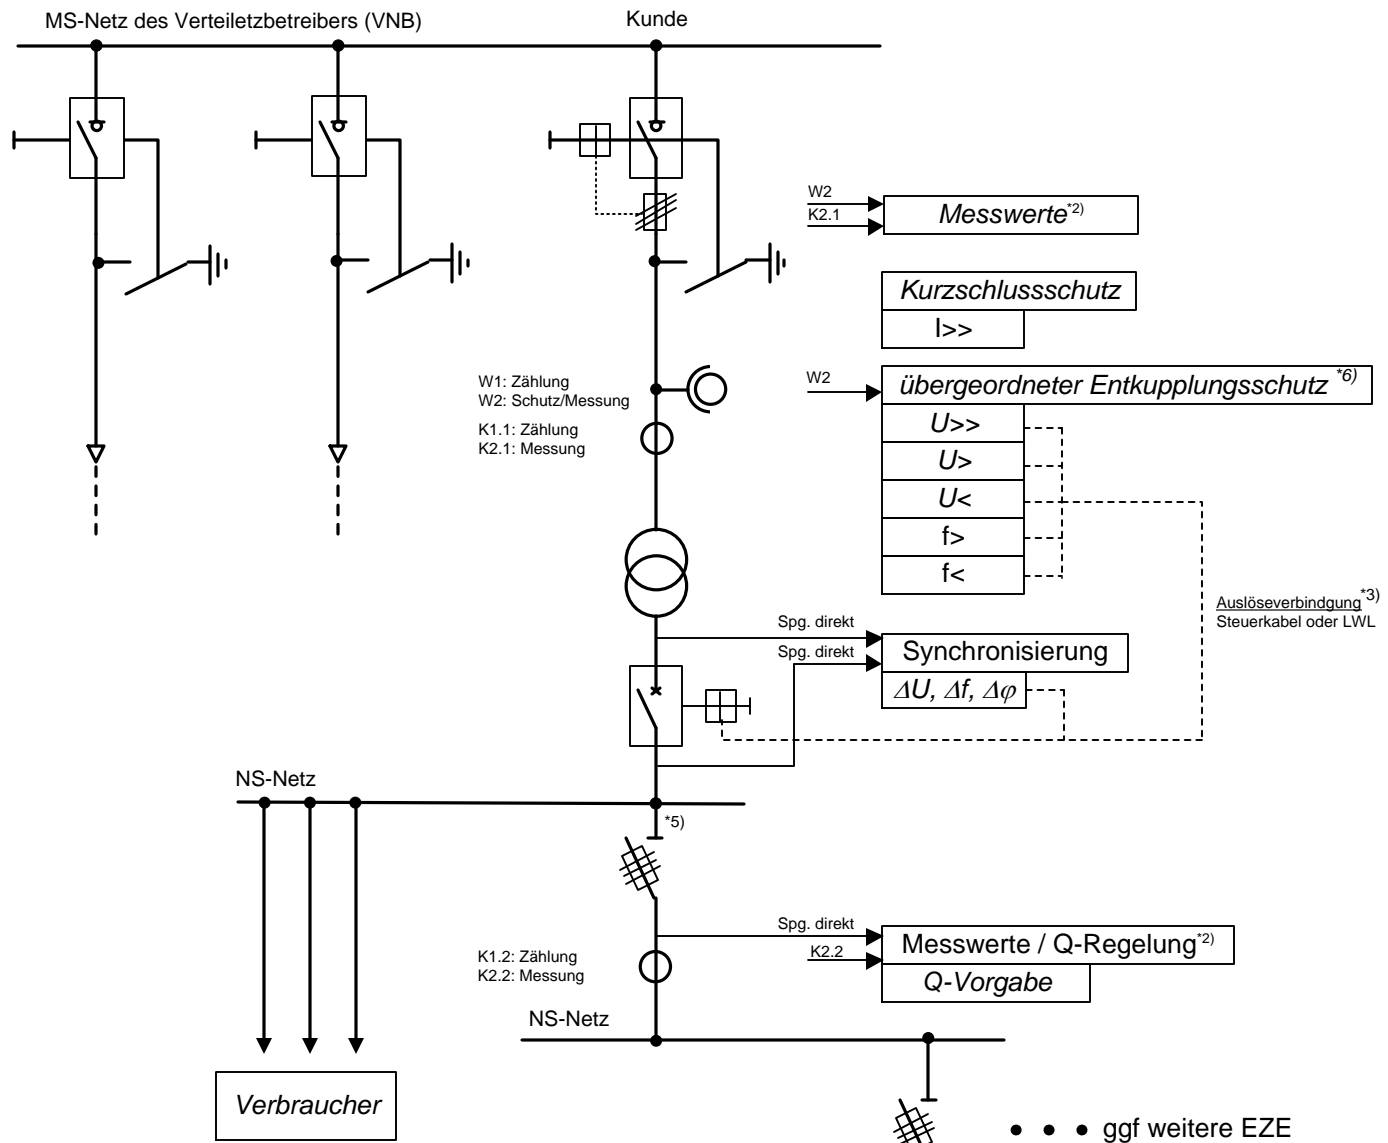 MS-Netz des Verteiletzbetreibers (VNB)
Kunde
W2
K2.1
Messwerte*2)
Kurzschlussschutz
I>>
W1: Zählung
W2: Schutz/Messung
K1.1: Zählung
K2.1: Messung
W2
übergeordneter Entkupplungsschutz *6)
U>>
U>
U<
f>
f<
Auslöseverbindgung*3)
Steuerkabel oder LWL
Spg. direkt
Spg. direkt
Synchronisierung
ΔU, Δf, Δφ
NS-Netz
*5)
Spg. direkt
K2.2
Messwerte / Q-Regelung*2)
Q-Vorgabe
K1.2: Zählung
K2.2: Messung
NS-Netz
Verbraucher
• • • • ggf weitere EZE